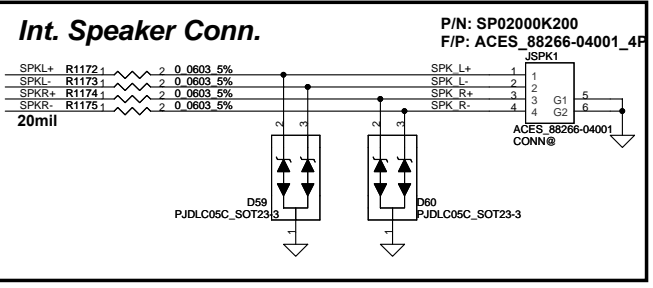 Int. Speaker Conn.
P/N: SP02000K200
F/P: ACES_88266-04001_4P
JSPK1
SPKL+ R1172 1 2 0_0603_5% SPK_L+ 1 1
SPKL- R1173 1 2 0_0603_5% SPK_L- 2 2
SPKR+ R1174 1 2 0_0603_5% SPK_R+ 3 3 G1 5
SPKR- R1175 1 2 0_0603_5% SPK_R- 4 4 G2 6
20mil
ACES_88266-04001
CONN@
2 3 2 3
D59 D60
PJDLC05C_SOT23-3 PJDLC05C_SOT23-3
1 1